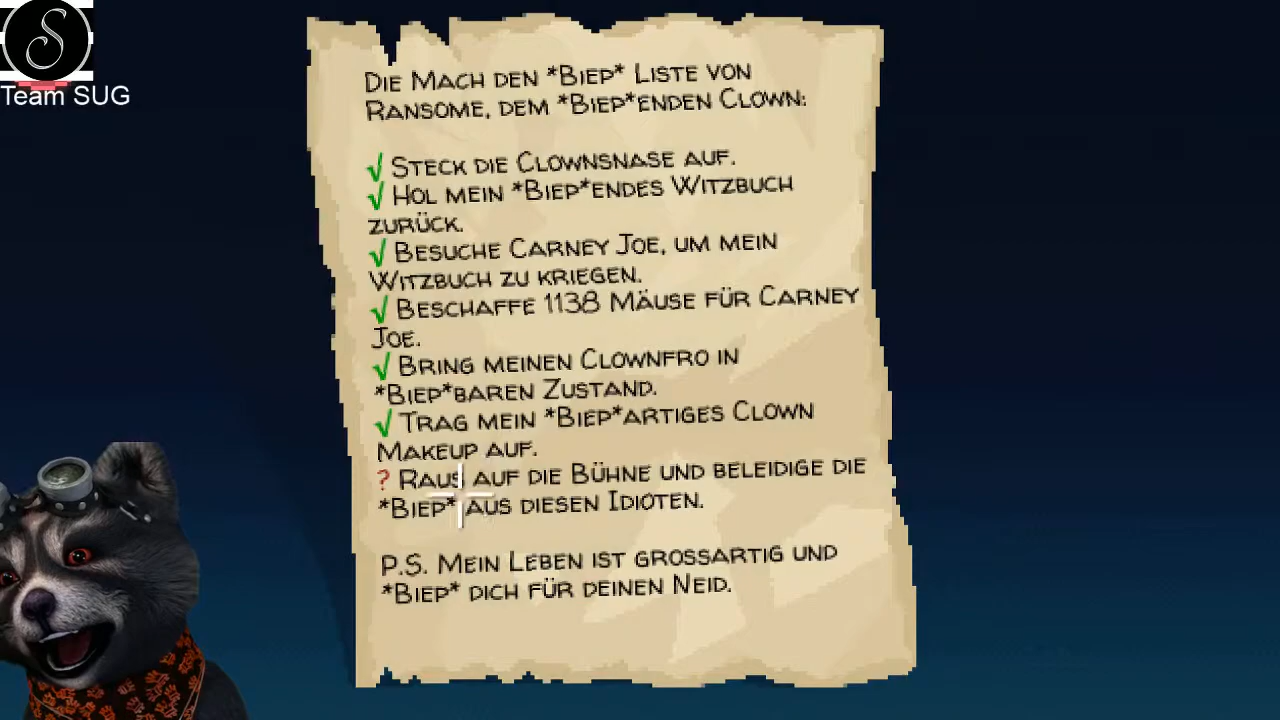 S
Team SUG
Die Mach den *Biep* Liste von
Ransome, dem *Biep*enden Clown:
√ Steck die Clownsnase auf.
√ Hol mein *Biep*endes Witzbuch
zurück.
√ Besuche Carney Joe, um mein
Witzbuch zu kriegen.
√ Beschaffe 1138 Mäuse für Carney
Joe.
√ Bring meinen Clownfro in
*Biep*baren Zustand.
√ Trag mein *Biep*artiges Clown
Makeup auf.
? Raus auf die Bühne und beleidige die
*Biep* aus diesen Idioten.
P.S. Mein Leben ist grossartig und
*Biep* dich für deinen Neid.